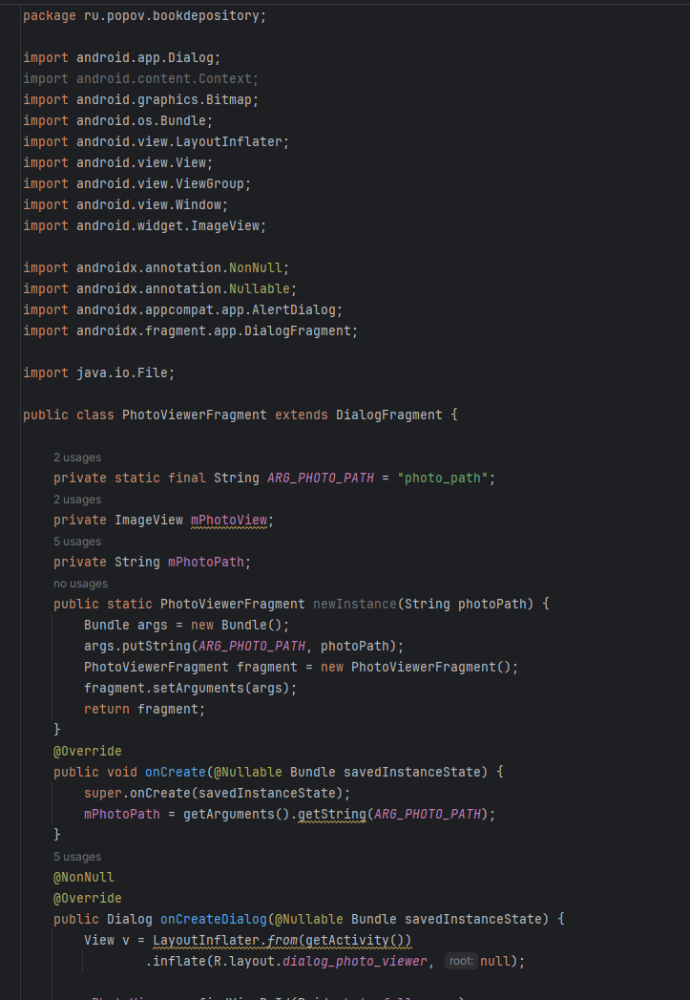 package ru.popov.bookdepository;
import android.app.Dialog;
import android.content.Context;
import android.graphics.Bitmap;
import android.os.Bundle;
import android.view.LayoutInflater;
import android.view.View;
import android.view.ViewGroup;
import android.view.Window;
import android.widget.ImageView;
import androidx.annotation.NonNull;
import androidx.annotation.Nullable;
import androidx.appcompat.app.AlertDialog;
import androidx.fragment.app.DialogFragment;
import java.io.File;
public class PhotoViewerFragment extends DialogFragment {
2 usages
private static final String ARG_PHOTO_PATH = "photo_path";
2 usages
private ImageView mPhotoView;
5 usages
private String mPhotoPath;
no usages
public static PhotoViewerFragment newInstance(String photoPath) {
Bundle args = new Bundle();
args.putString(ARG_PHOTO_PATH, photoPath);
PhotoViewerFragment fragment = new PhotoViewerFragment();
fragment.setArguments(args);
return fragment;
}
@Override
public void onCreate(@Nullable Bundle savedInstanceState) {
super.onCreate(savedInstanceState);
mPhotoPath = getArguments().getString(ARG_PHOTO_PATH);
}
5 usages
@NonNull
@Override
public Dialog onCreateDialog(@Nullable Bundle savedInstanceState) {
View v = LayoutInflater.from(getActivity())
.inflate(R.layout.dialog_photo_viewer, root: null);